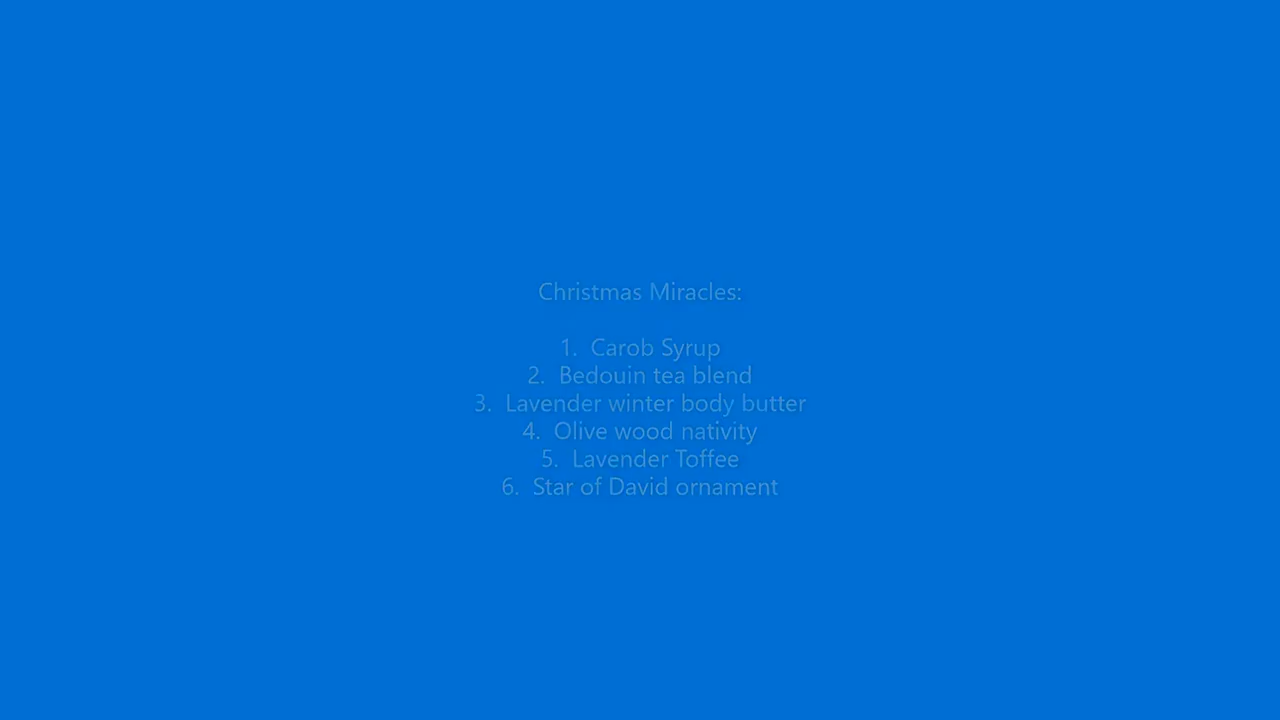 Christmas Miracles:
1. Carob Syrup
2. Bedouin tea blend
3. Lavender winter body butter
4. Olive wood nativity
5. Lavender Toffee
6. Star of David ornament